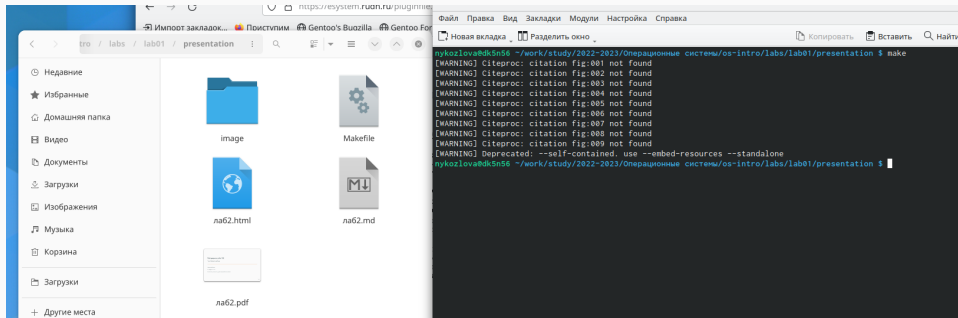 https://esystem.rudn.ru/pluginfile
Импорт закладок...
Приступим
Gentoo's Bugzilla
Gentoo For
tro / labs / lab01 / presentation
Недавние
Избранные
Домашняя папка
Видео
Документы
Загрузки
Изображения
Музыка
Корзина
Загрузки
+ Другие места
image
Makefile
лаб2.html
лаб2.md
лаб2.pdf
Файл Правка Вид Закладки Модули Настройка Справка
Новая вкладка Разделить окно Копировать Вставить Найти
nykozlova@dk5n56 ~/work/study/2022-2023/Операционные системы/os-intro/labs/lab01/presentation $ make
[WARNING] Citeproc: citation fig:001 not found
[WARNING] Citeproc: citation fig:002 not found
[WARNING] Citeproc: citation fig:003 not found
[WARNING] Citeproc: citation fig:004 not found
[WARNING] Citeproc: citation fig:005 not found
[WARNING] Citeproc: citation fig:006 not found
[WARNING] Citeproc: citation fig:007 not found
[WARNING] Citeproc: citation fig:008 not found
[WARNING] Citeproc: citation fig:009 not found
[WARNING] Deprecated: --self-contained. use --embed-resources --standalone
nykozlova@dk5n56 ~/work/study/2022-2023/Операционные системы/os-intro/labs/lab01/presentation $